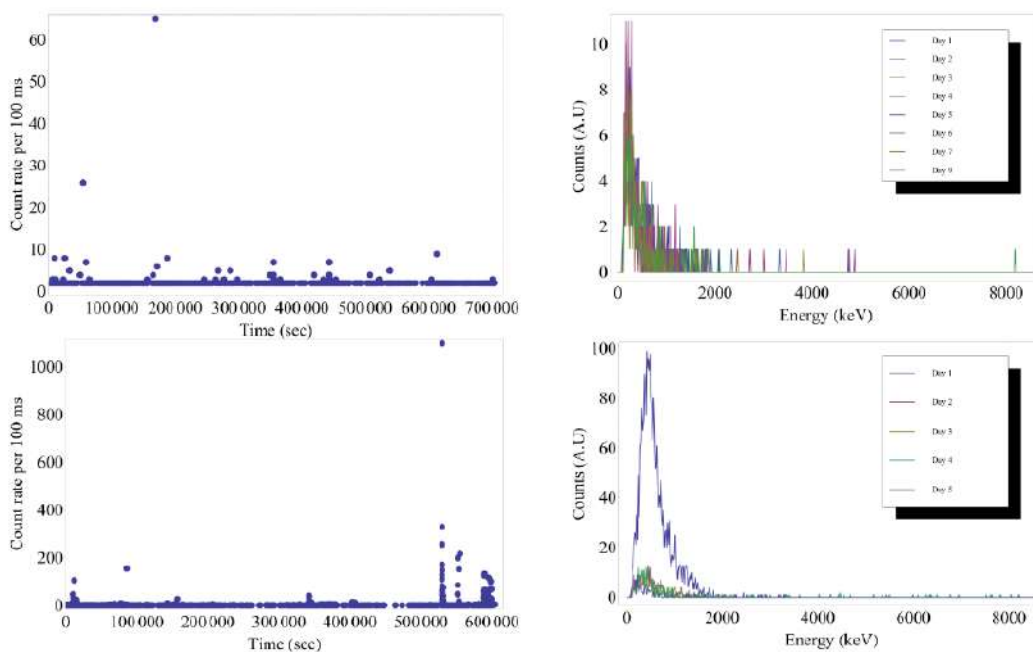 Count rate per 100 ms
60
50
40
30
20
10
0
0 100 000 200 000 300 000 400 000 500 000 600 000 700 000
Time (sec)
Counts (A.U)
10
8
6
4
2
0
0 2000 4000 6000 8000
Energy (keV)
Day 1
Day 2
Day 3
Day 4
Day 5
Day 6
Day 7
Day 9
Count rate per 100 ms
1000
800
600
400
200
0
0 100 000 200 000 300 000 400 000 500 000 600 000
Time (sec)
Counts (A.U)
100
80
60
40
20
0
0 2000 4000 6000 8000
Energy (keV)
Day 1
Day 2
Day 3
Day 4
Day 5